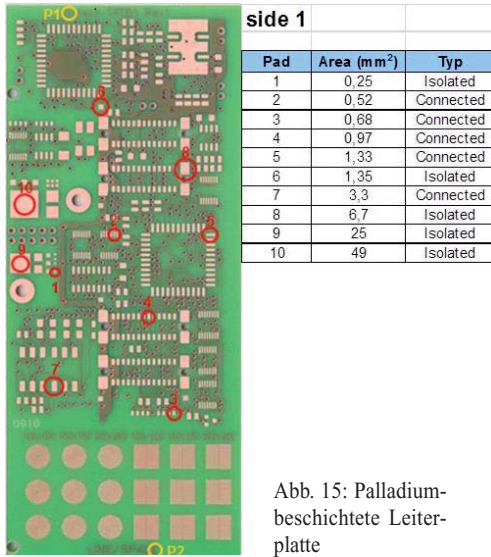 side 1
Pad Area (mm²) Typ
1 0,25 Isolated
2 0,52 Connected
3 0,68 Connected
4 0,97 Connected
5 1,33 Connected
6 1,35 Isolated
7 3,3 Connected
8 6,7 Isolated
9 25 Isolated
10 49 Isolated
P1
6
8
10
2
5
9
1
4
7
3
0910
P2
Abb. 15: Palladium-
beschichtete Leiter-
platte